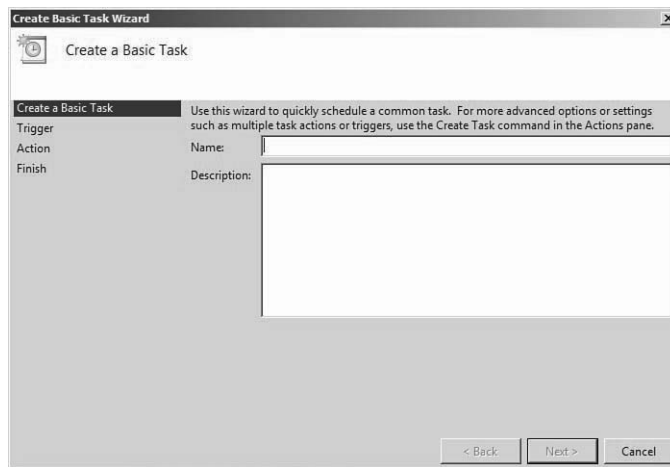 Create Basic Task Wizard
Create a Basic Task
Create a Basic Task
Trigger
Action
Finish
Use this wizard to quickly schedule a common task. For more advanced options or settings
such as multiple task actions or triggers, use the Create Task command in the Actions pane.
Name:
Description:
< Back
Next >
Cancel